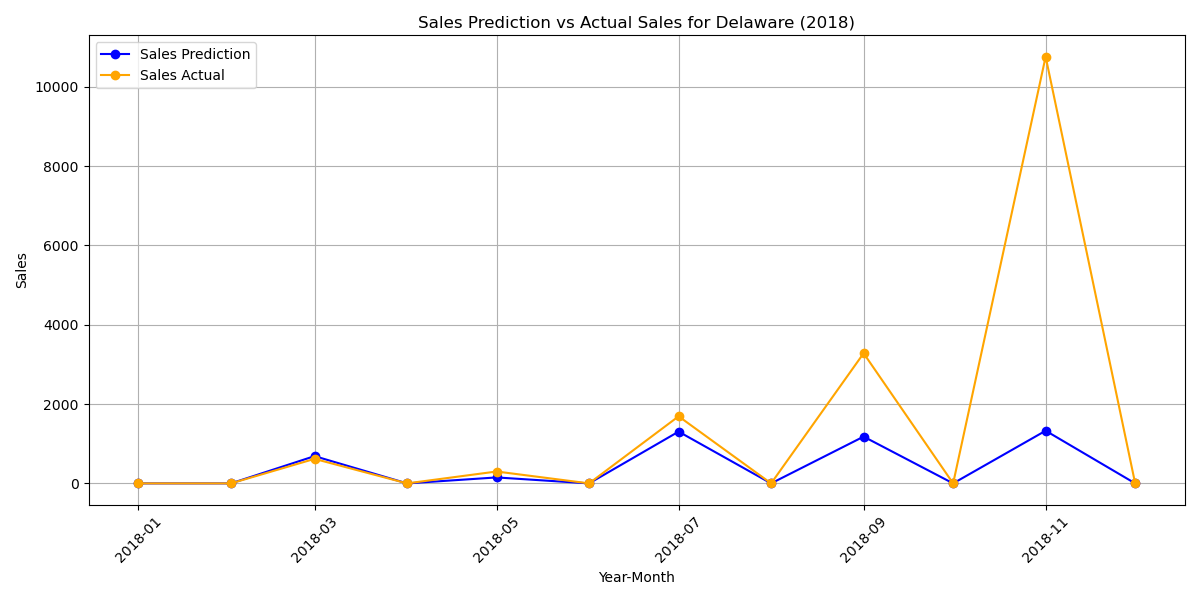 Sales Prediction vs Actual Sales for Delaware (2018)
Sales Prediction
Sales Actual
10000
8000
6000
4000
2000
0
Sales
2018-01
2018-03
2018-05
2018-07
2018-09
2018-11
Year-Month